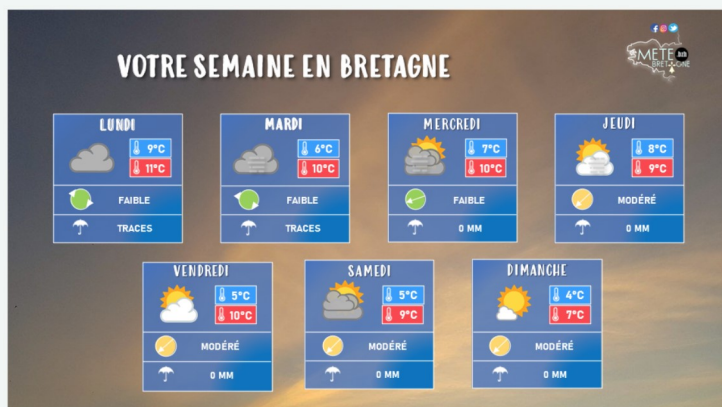 VOTRE SEMAINE EN BRETAGNE
METE
BZH
BRETAGNE
LUNDI
9°C
11°C
FAIBLE
TRACES
MARDI
6°C
10°C
FAIBLE
TRACES
MERCREDI
7°C
10°C
FAIBLE
0 MM
JEUDI
8°C
9°C
MODÉRÉ
0 MM
VENDREDI
5°C
10°C
MODÉRÉ
0 MM
SAMEDI
5°C
9°C
MODÉRÉ
0 MM
DIMANCHE
4°C
7°C
MODÉRÉ
0 MM